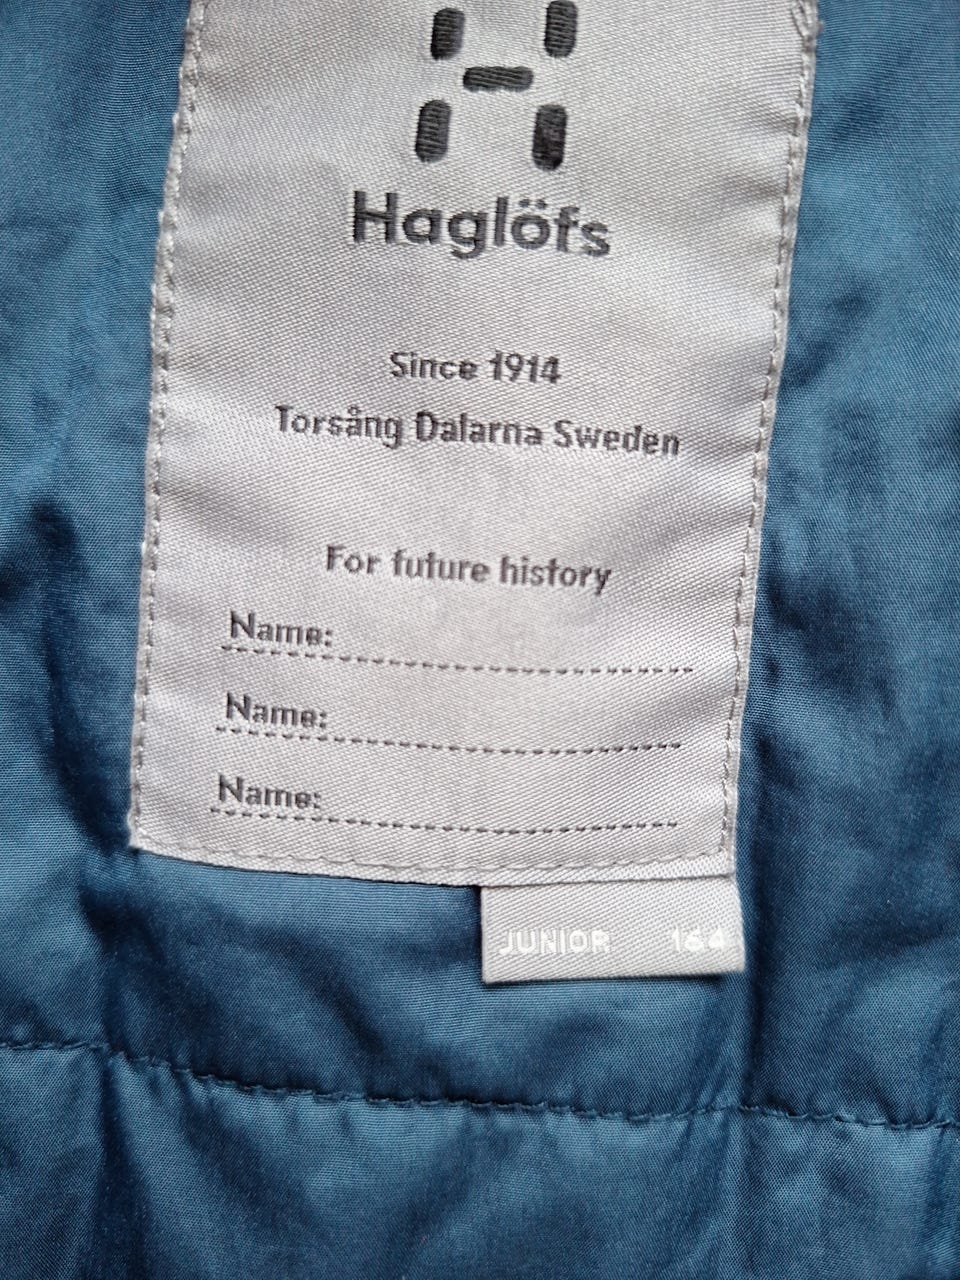 Haglöfs
Since 1914
Torsång Dalarna Sweden
For future history
Name:
Name:
Name:
JUNIOR 164